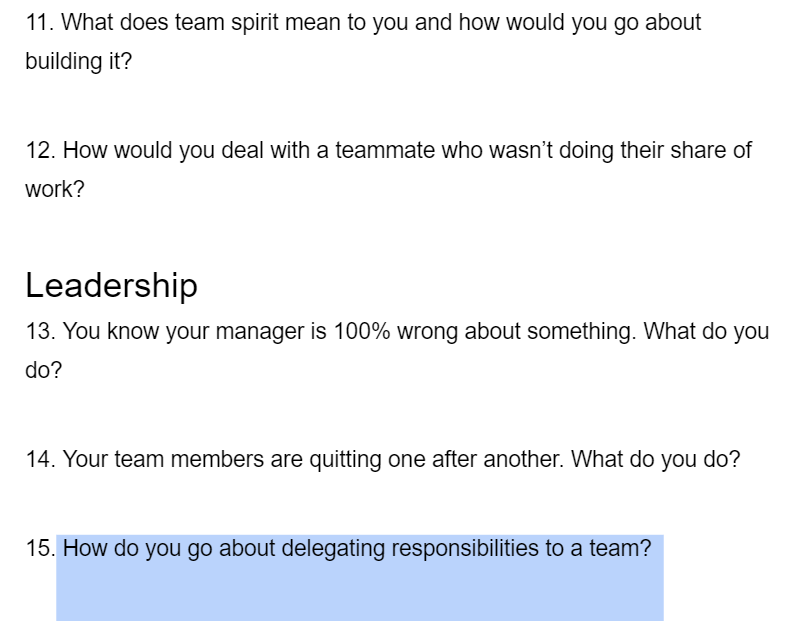 11. What does team spirit mean to you and how would you go about
building it?
12. How would you deal with a teammate who wasn’t doing their share of
work?
Leadership
13. You know your manager is 100% wrong about something. What do you
do?
14. Your team members are quitting one after another. What do you do?
15. How do you go about delegating responsibilities to a team?